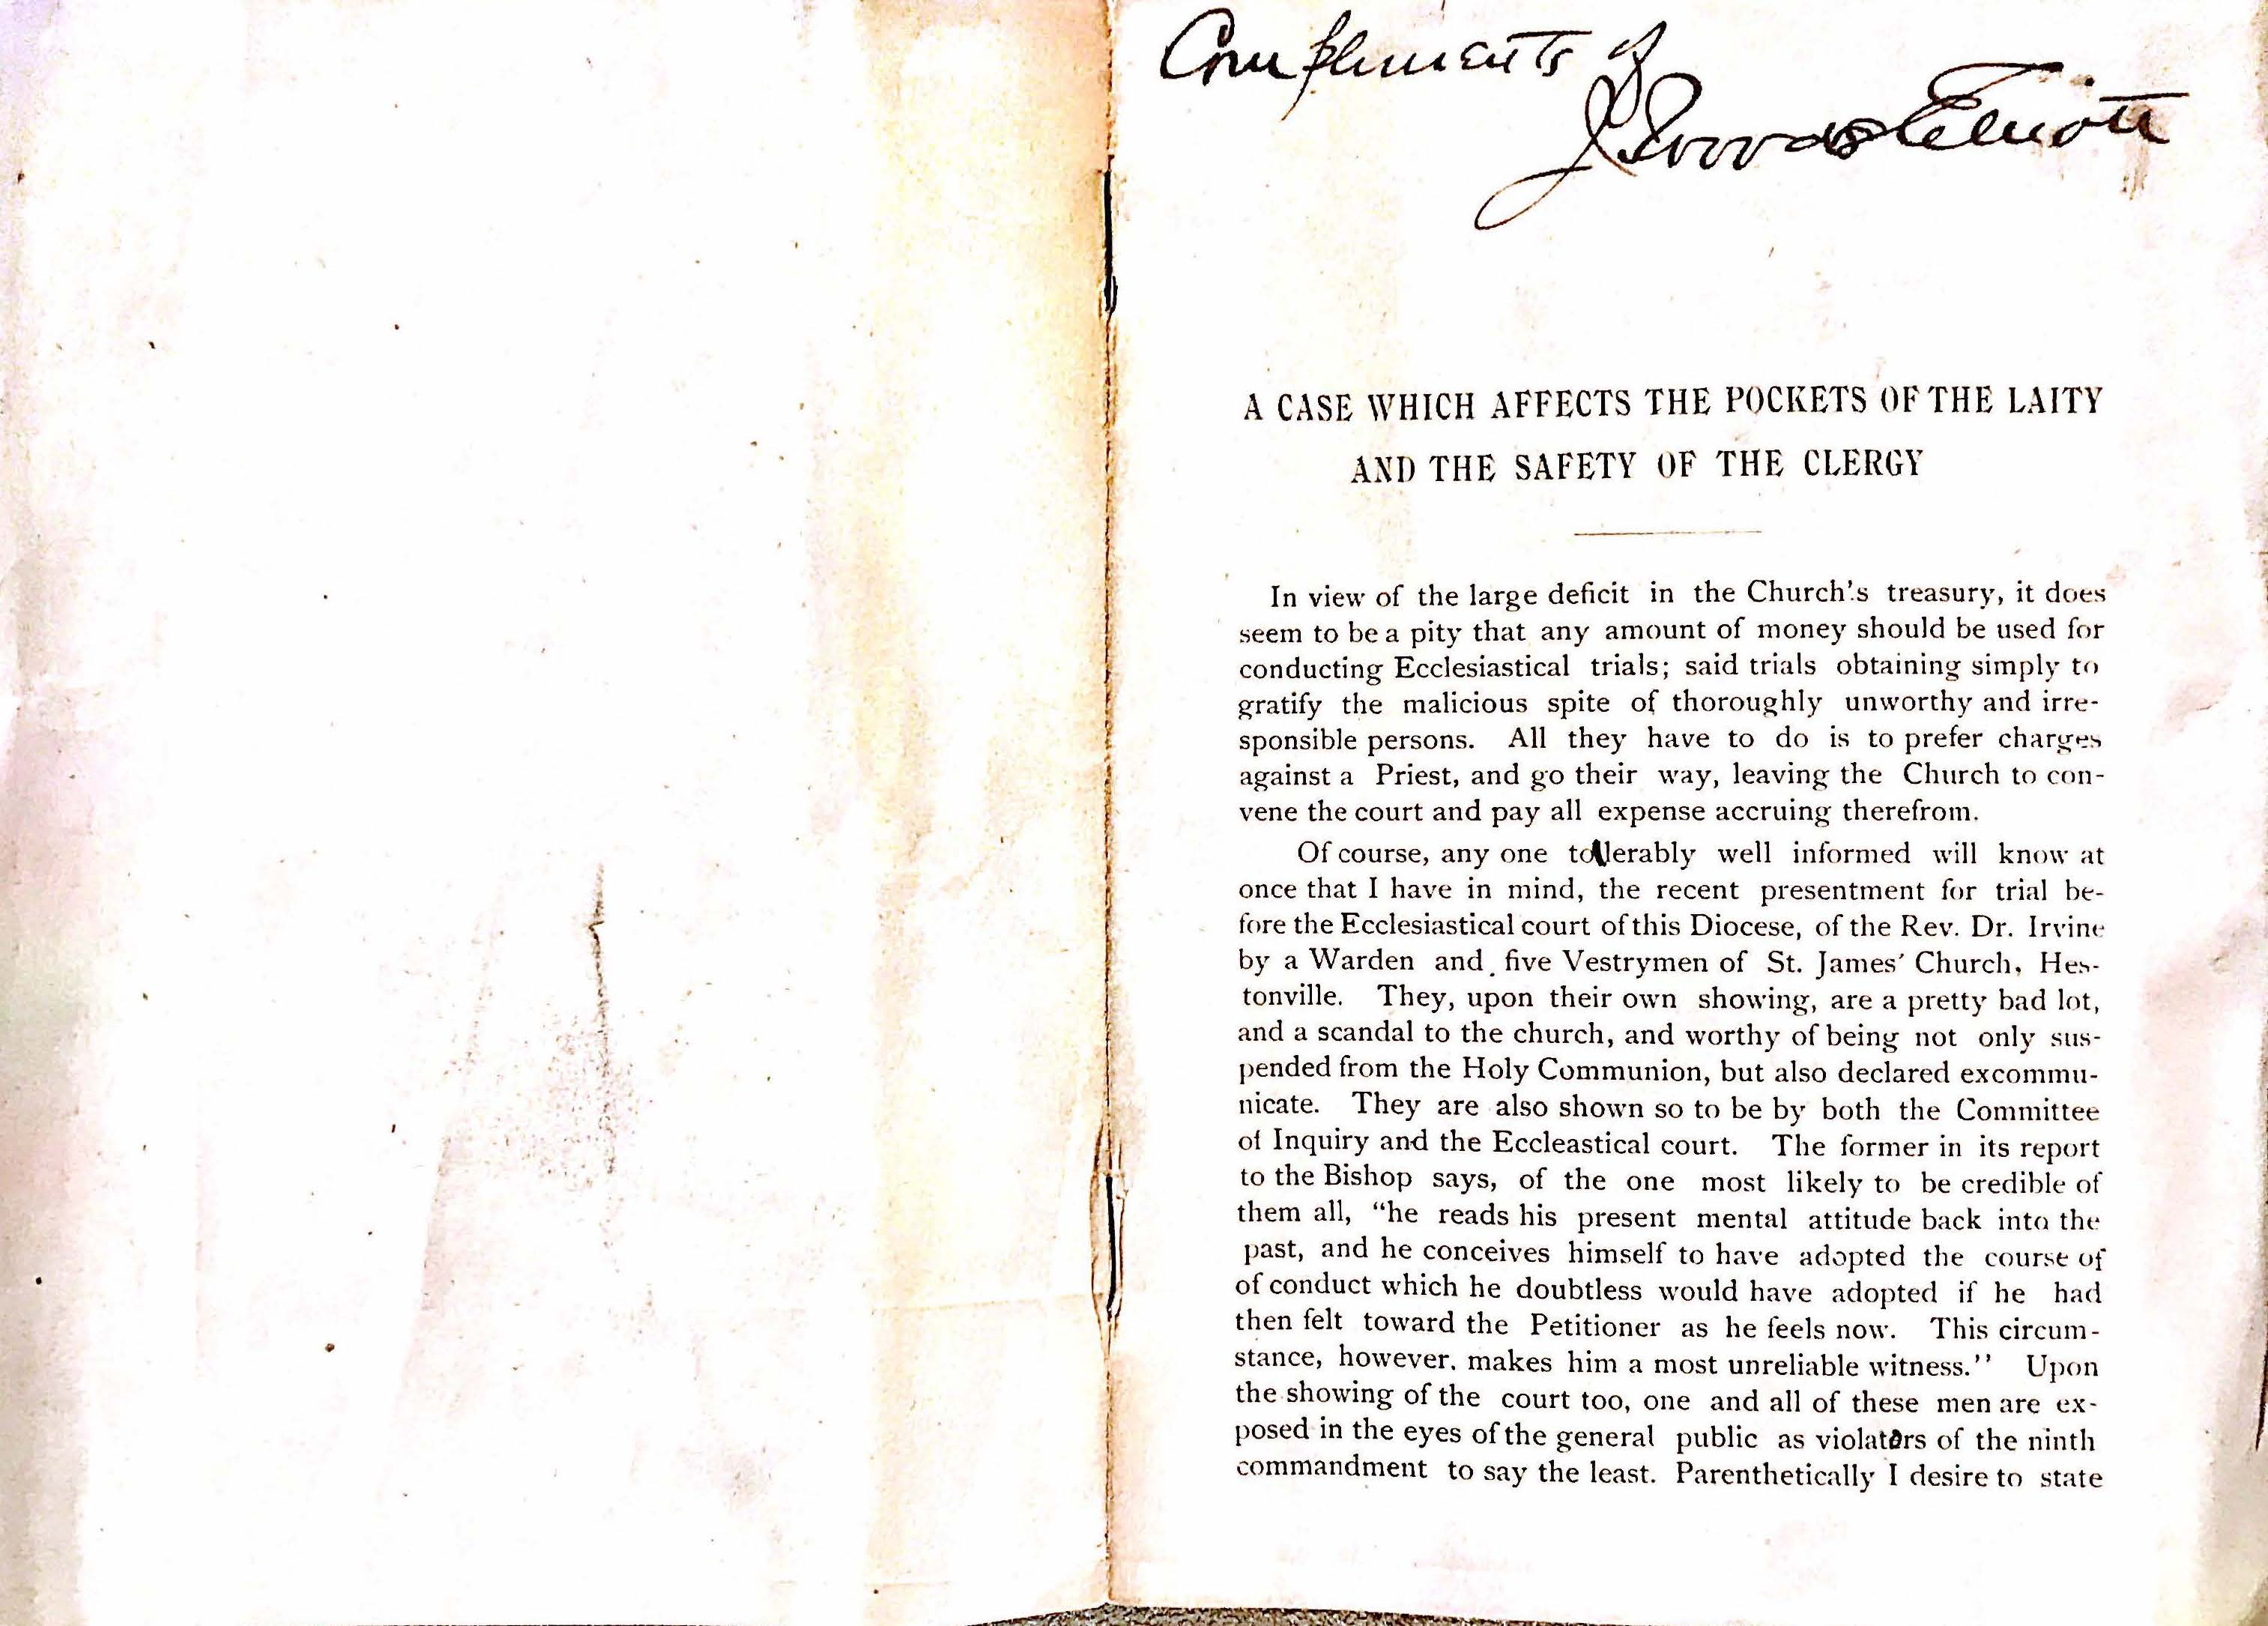 Compliments of
J. Woods Elliott
A CASE WHICH AFFECTS THE POCKETS OF THE LAITY
AND THE SAFETY OF THE CLERGY
In view of the large deficit in the Church's treasury, it does
seem to be a pity that any amount of money should be used for
conducting Ecclesiastical trials; said trials obtaining simply to
gratify the malicious spite of thoroughly unworthy and irre-
sponsible persons. All they have to do is to prefer charges
against a Priest, and go their way, leaving the Church to con-
vene the court and pay all expense accruing therefrom.
Of course, any one tollerably well informed will know at
once that I have in mind, the recent presentment for trial be-
fore the Ecclesiastical court of this Diocese, of the Rev. Dr. Irvine
by a Warden and five Vestrymen of St. James' Church, Hes-
tonville. They, upon their own showing, are a pretty bad lot,
and a scandal to the church, and worthy of being not only sus-
pended from the Holy Communion, but also declared excommu-
nicate. They are also shown so to be by both the Committee
of Inquiry and the Eccleastical court. The former in its report
to the Bishop says, of the one most likely to be credible of
them all, “he reads his present mental attitude back into the
past, and he conceives himself to have adopted the course of
of conduct which he doubtless would have adopted if he had
then felt toward the Petitioner as he feels now. This circum-
stance, however, makes him a most unreliable witness.'' Upon
the showing of the court too, one and all of these men are ex-
posed in the eyes of the general public as violators of the ninth
commandment to say the least. Parenthetically I desire to state